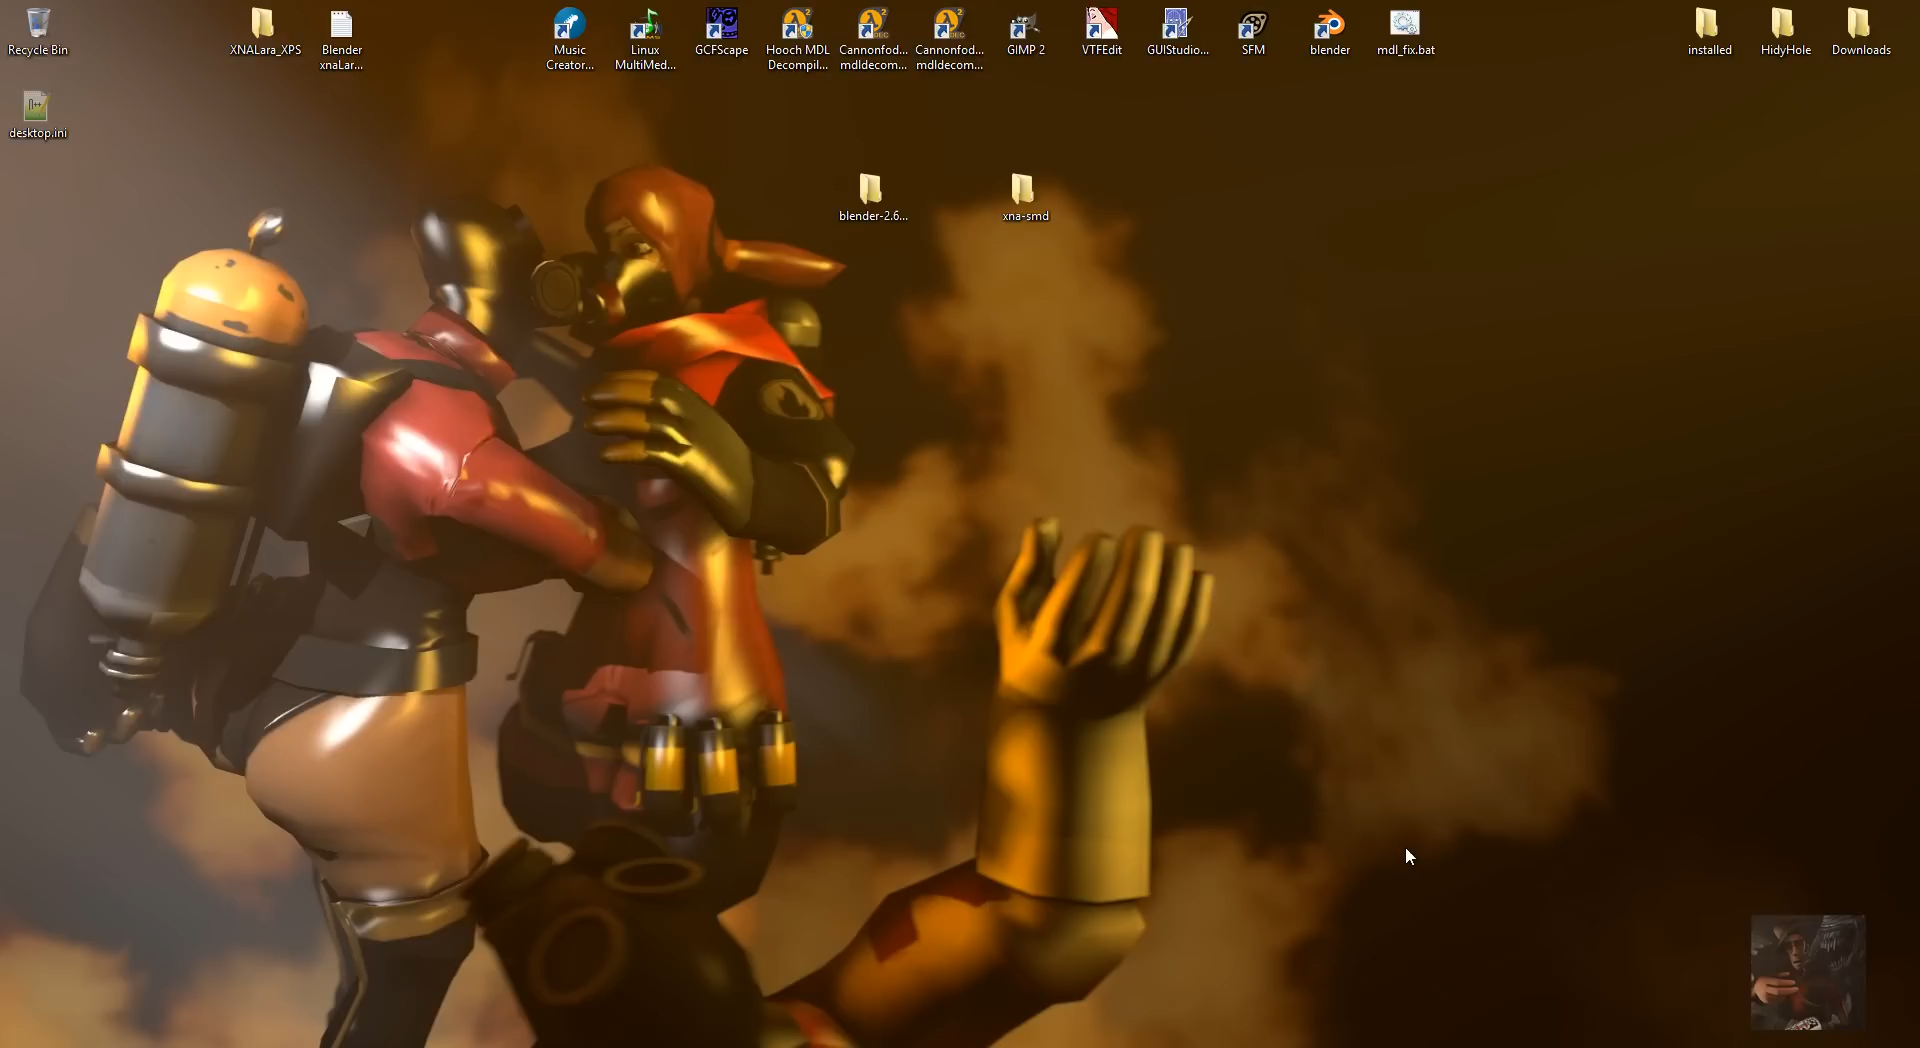 Recycle Bin
XNALara_XPS
Blender
xnaLar...
Music
Creator...
Linux
MultiMed...
GCFScape
Hooch MDL
Decompil...
Cannonfod...
mdldecom...
Cannonfod...
mdldecom...
GIMP 2
VTFEdit
GUIStudio...
SFM
blender
mdl_fix.bat
installed
HidyHole
Downloads
desktop.ini
blender-2.6...
xna-smd